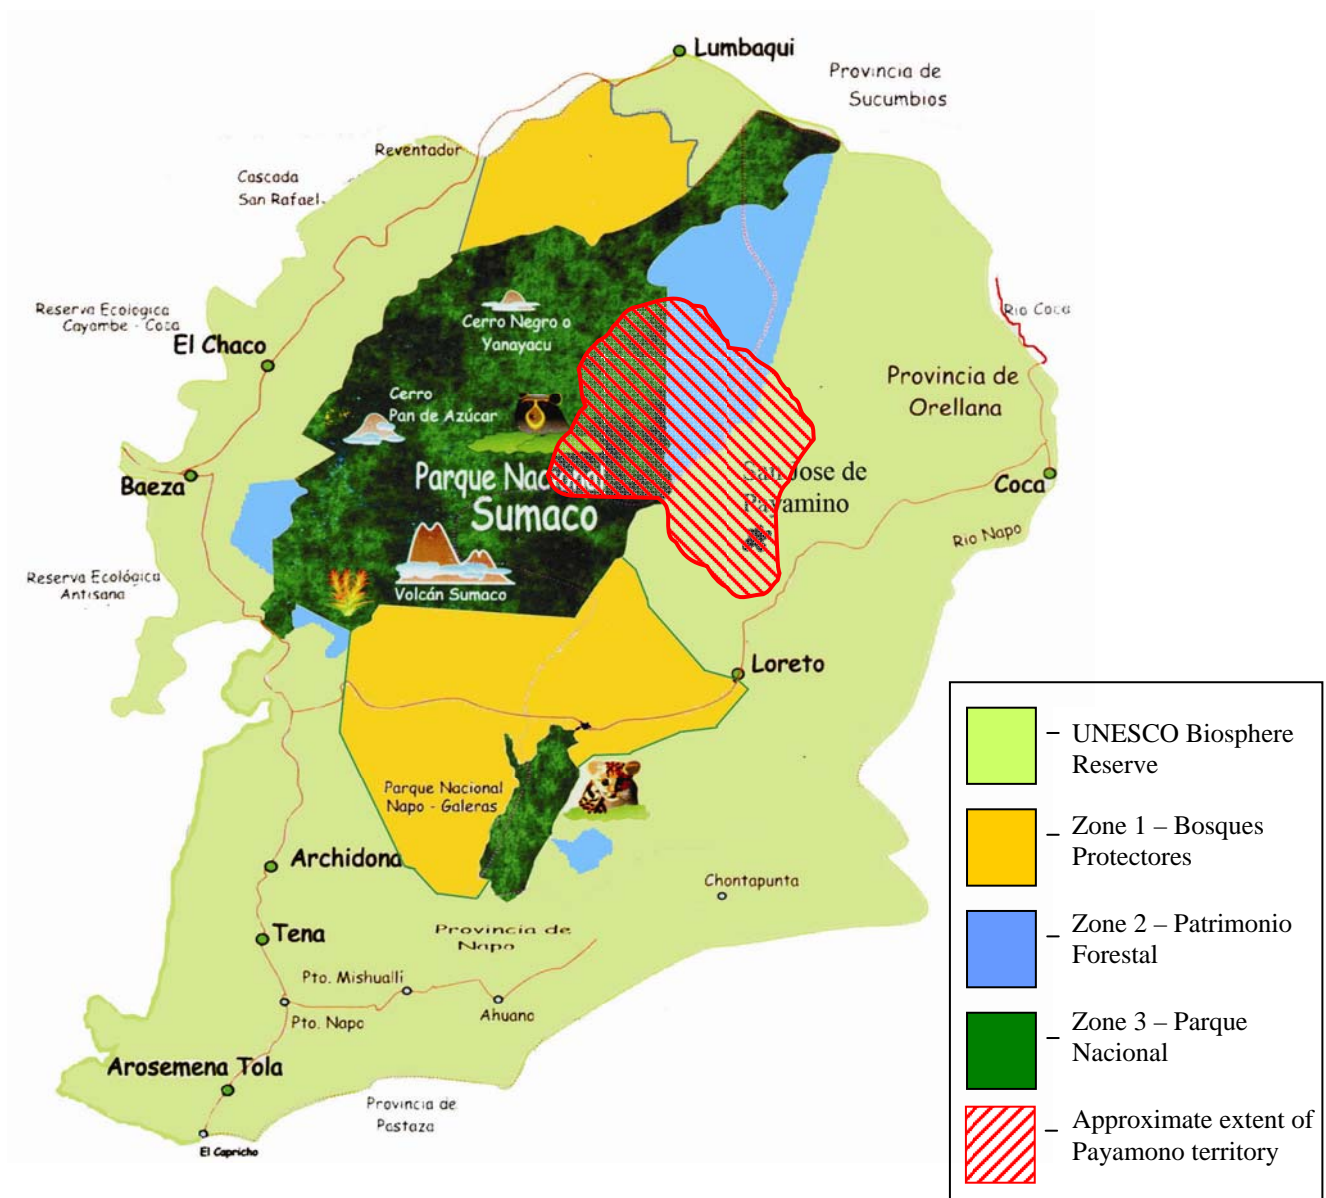 Lumbaqui
Provincia de
Sucumbios
Reventador
Cascada
San Rafael
Reserva Ecologica
Cayambe - Coca
El Chaco
Cerro Negro o
Yanayacu
Rio Coca
Cerro
Pan de Azúcar
Provincia de
Orellana
Baeza
Parque Nacional
Sumaco
San Jose de
Payamino
Coca
Rio Napo
Reserva Ecológica
Antisana
Volcán Sumaco
Loreto
Parque Nacional
Napo - Galeras
Archidona
Chontapunta
Tena
Provincia de
Napo
Pto. Mishuallí
Pto. Napo
Ahuano
Arosemena Tola
Provincia de
Pastaza
El Capricho
– UNESCO Biosphere
Reserve
– Zone 1 – Bosques
Protectores
– Zone 2 – Patrimonio
Forestal
– Zone 3 – Parque
Nacional
– Approximate extent of
Payamono territory